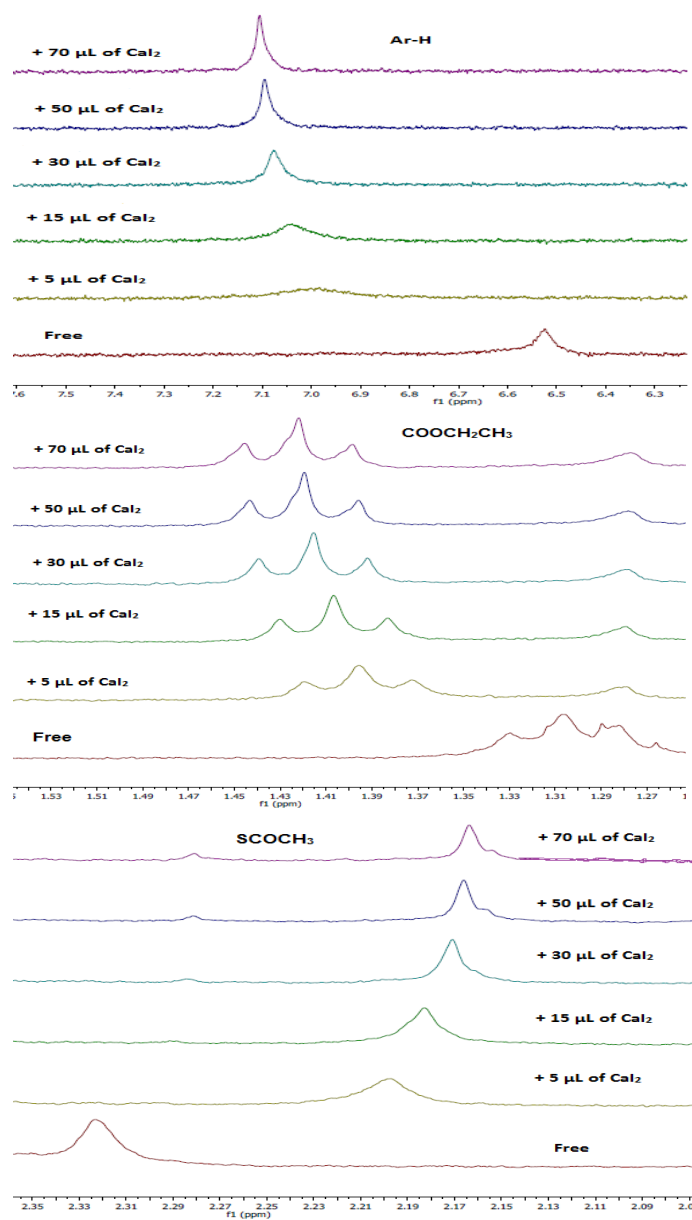 Ar-H
+ 70 µL of CaI₂
+ 50 µL of CaI₂
+ 30 µL of CaI₂
+ 15 µL of CaI₂
+ 5 µL of CaI₂
Free
7.6 7.5 7.4 7.3 7.2 7.1 7.0 6.9 6.8 6.7 6.6 6.5 6.4 6.3
f1 (ppm)
COOCH₂CH₃
+ 70 µL of CaI₂
+ 50 µL of CaI₂
+ 30 µL of CaI₂
+ 15 µL of CaI₂
+ 5 µL of CaI₂
Free
1.53 1.51 1.49 1.47 1.45 1.43 1.41 1.39 1.37 1.35 1.33 1.31 1.29 1.27
f1 (ppm)
SCOCH₃
+ 70 µL of CaI₂
+ 50 µL of CaI₂
+ 30 µL of CaI₂
+ 15 µL of CaI₂
+ 5 µL of CaI₂
Free
2.35 2.33 2.31 2.29 2.27 2.25 2.23 2.21 2.19 2.17 2.15 2.13 2.11 2.09
f1 (ppm)